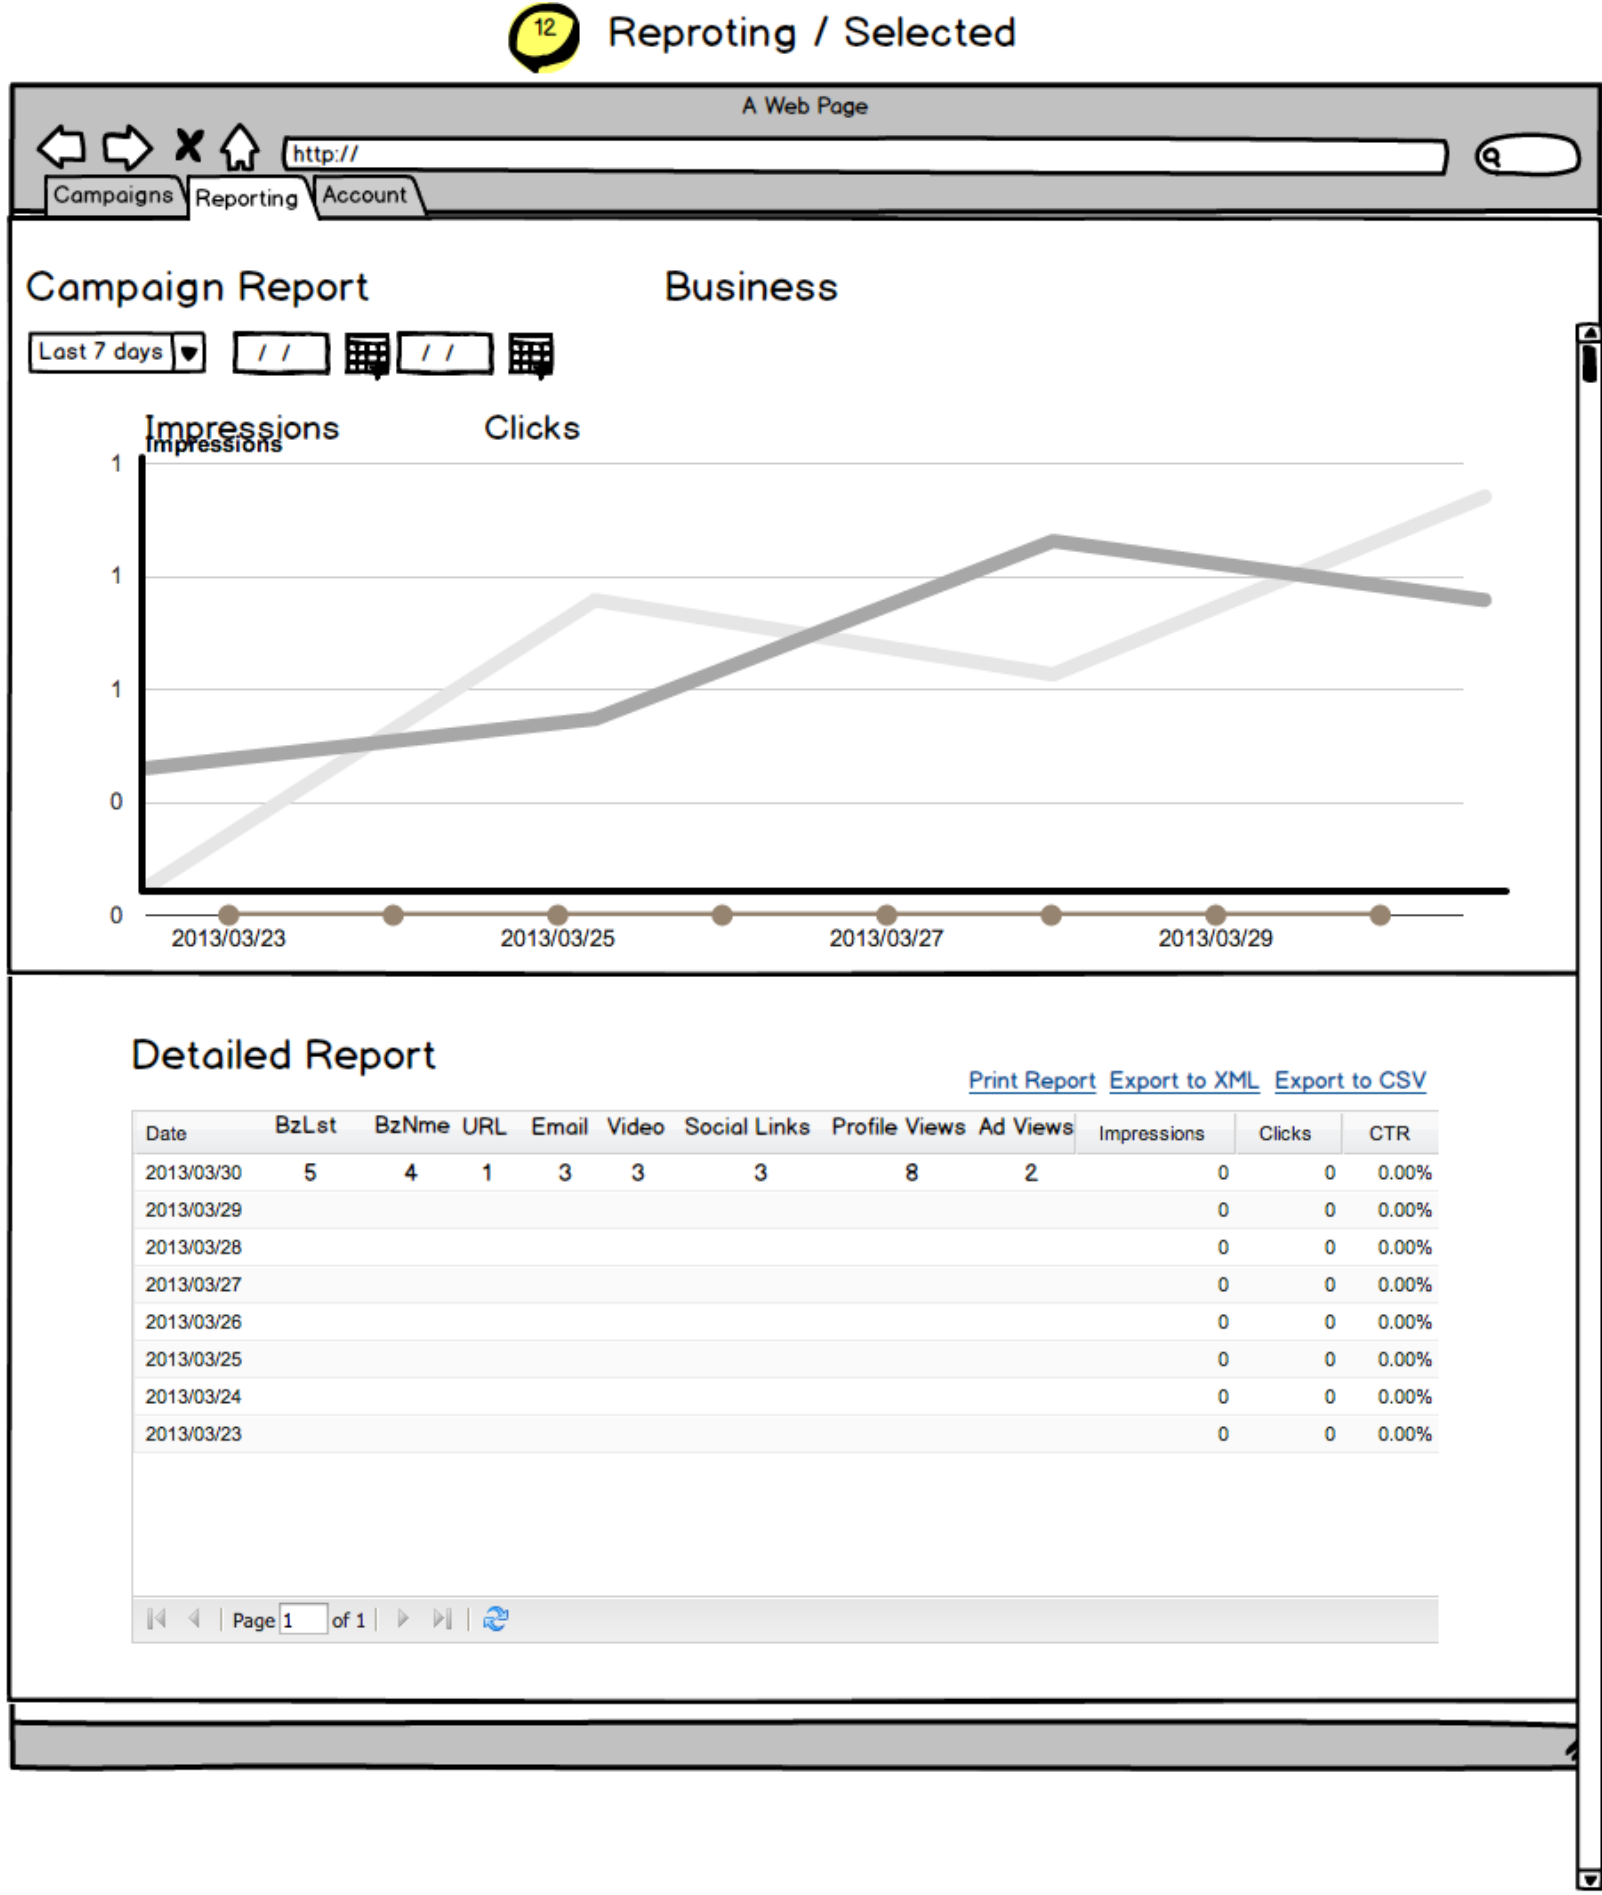 12 Reproting / Selected
A Web Page
http://
Campaigns Reporting Account
Campaign Report Business
Last 7 days / / / /
Impressions Clicks
Impressions
1
1
1
0
0
2013/03/23 2013/03/25 2013/03/27 2013/03/29
Detailed Report
Print Report Export to XML Export to CSV
Date BzLst BzNme URL Email Video Social Links Profile Views Ad Views Impressions Clicks CTR
2013/03/30 5 4 1 3 3 3 8 2 0 0 0.00%
2013/03/29 0 0 0.00%
2013/03/28 0 0 0.00%
2013/03/27 0 0 0.00%
2013/03/26 0 0 0.00%
2013/03/25 0 0 0.00%
2013/03/24 0 0 0.00%
2013/03/23 0 0 0.00%
Page 1 of 1